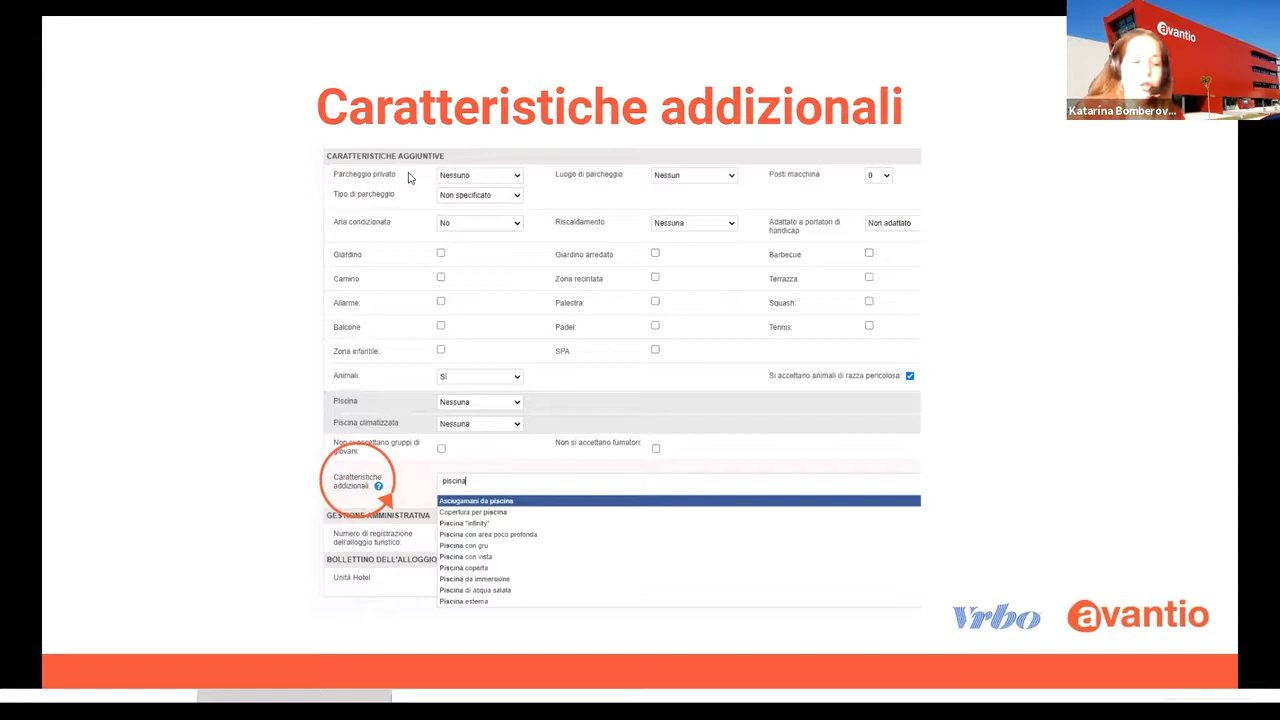 avantio
Katarína Bomberov...
Caratteristiche addizionali
CARATTERISTICHE AGGIUNTIVE
Parcheggio privato Nessuno Luogo di parcheggio Nessun Posti macchina 0
Tipo di parcheggio Non specificato
Aria condizionata No Riscaldamento Nessuna Adattato a portatori di handicap Non adattato
Giardino Giardino arredato Barbecue
Camino Zona recintata Terrazza
Allarme: Palestra: Squash:
Balcone Padel: Tennis:
Zona infantile: SPA
Animali: Sí Si accettano animali di razza pericolosa:
Piscina Nessuna
Piscina climatizzata Nessuna
Non si accettano gruppi di giovani: Non si accettano fumatori:
Caratteristiche addizionali ? piscina
Asciugamani da piscina
Copertura per piscina
GESTIONE AMMINISTRATIVA
Piscina "infinity"
Numero di registrazione dell'alloggio turistico:
Piscina con area poco profonda
Piscina con gru
BOLLETTINO DELL'ALLOGGIO
Piscina con vista
Piscina coperta
Unità Hotel:
Piscina da immersione
Piscina di acqua salata
Piscina esterna
Vrbo avantio